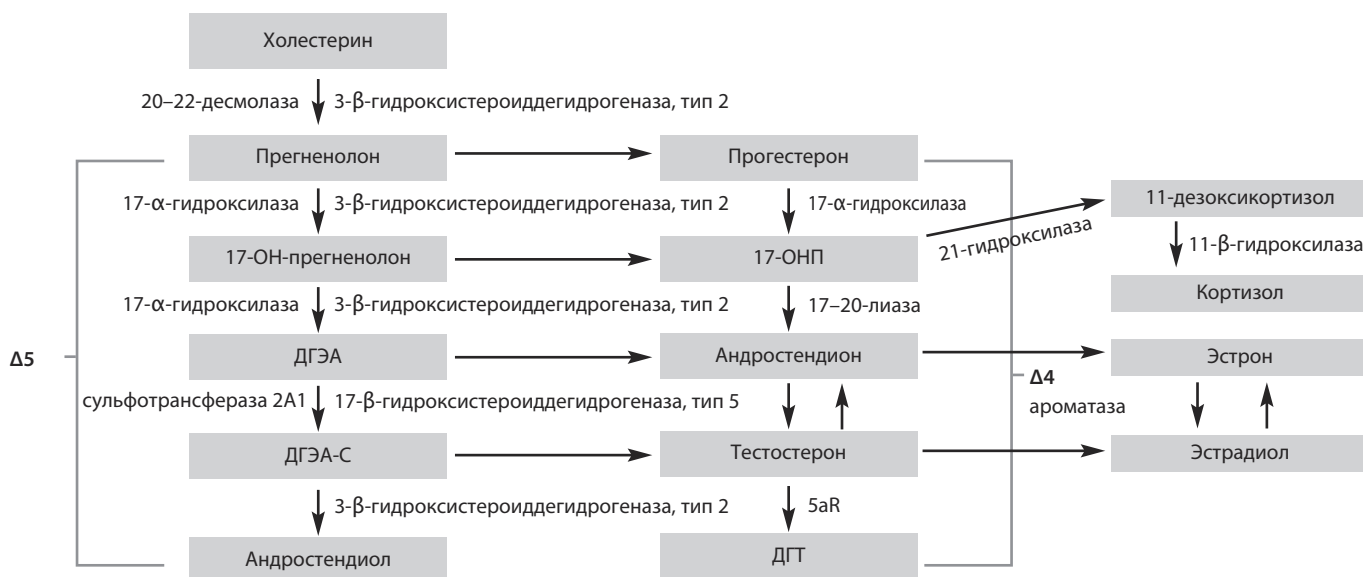 Холестерин
20–22-десмолаза 3-β-гидроксистероиддегидрогеназа, тип 2
Прегненолон Прогестерон
17-α-гидроксилаза 3-β-гидроксистероиддегидрогеназа, тип 2 17-α-гидроксилаза 11-дезоксикортизол
21-гидроксилаза 11-β-гидроксилаза
17-ОН-прегненолон 17-ОНП
Кортизол
17-α-гидроксилаза 3-β-гидроксистероиддегидрогеназа, тип 2 17–20-лиаза
Δ5 ДГЭА Андростендион Эстрон
Δ4
сульфотрансфераза 2А1 17-β-гидроксистероиддегидрогеназа, тип 5 ароматаза
ДГЭА-С Тестостерон Эстрадиол
3-β-гидроксистероиддегидрогеназа, тип 2 5aR
Андростендиол ДГТ